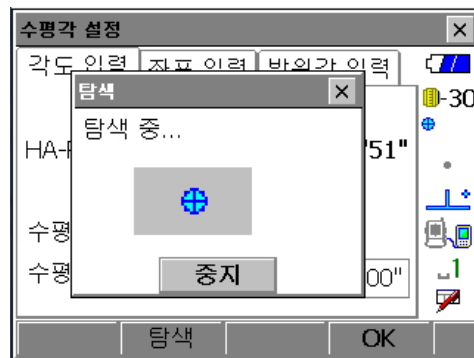 수평각 설정
각도 입력 좌표 입력 방위각 입력
탐색
-30
탐색 중...
HA-
'51"
수평
수평
00"
1
중지
탐색
OK